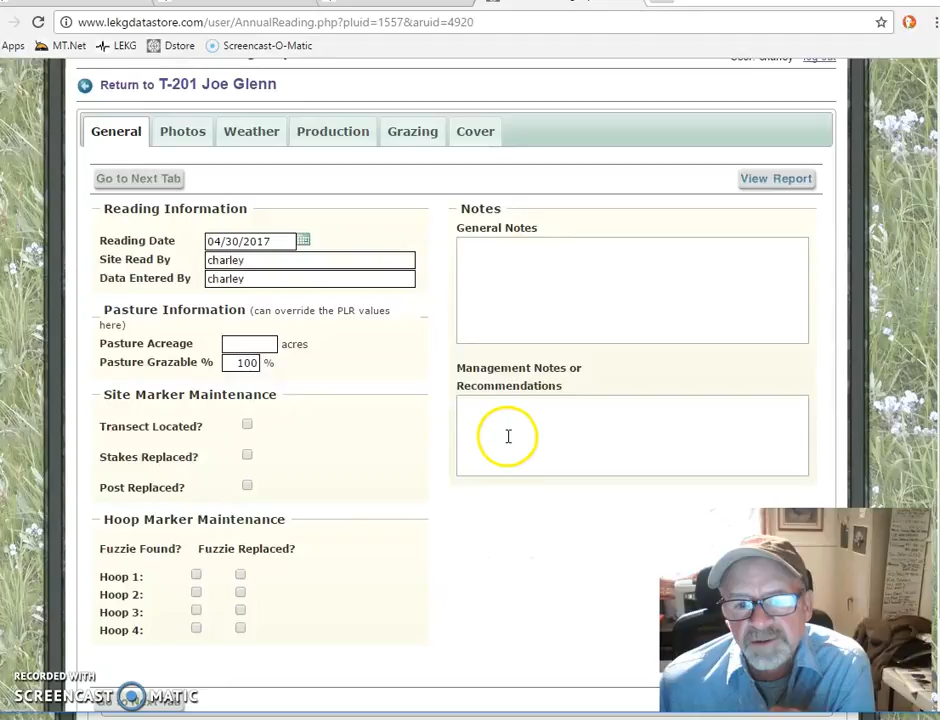 www.lekgdatastore.com/user/AnnualReading.php?pluid=1557&aruid=4920
Apps MT.Net LEKG Dstore Screencast-O-Matic
Return to T-201 Joe Glenn
General Photos Weather Production Grazing Cover
Go to Next Tab View Report
Reading Information
Reading Date 04/30/2017
Site Read By charley
Data Entered By charley
Pasture Information (can override the PLR values
here)
Pasture Acreage acres
Pasture Grazable % 100 %
Site Marker Maintenance
Transect Located?
Stakes Replaced?
Post Replaced?
Hoop Marker Maintenance
Fuzzie Found? Fuzzie Replaced?
Hoop 1:
Hoop 2:
Hoop 3:
Hoop 4:
Notes
General Notes
Management Notes or
Recommendations
RECORDED WITH
SCREENCAST MATIC
Go to Next Tab